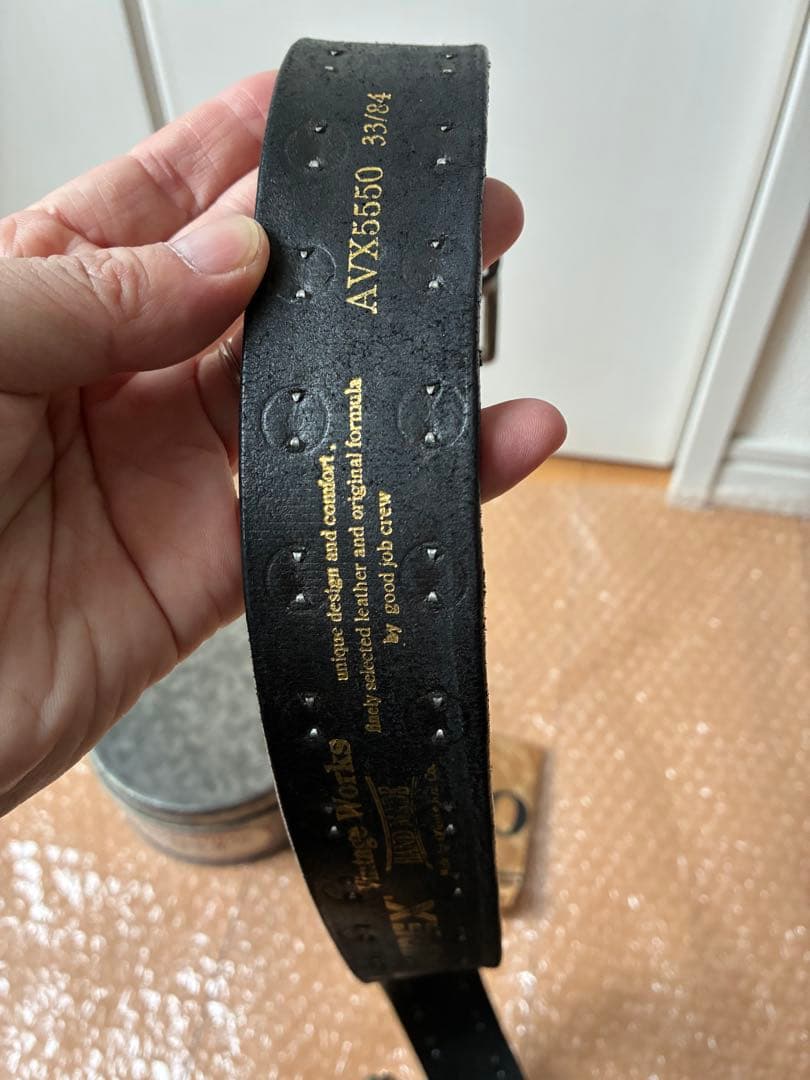 Vintage Works
unique design and comfort .
finely selected leather and original formula
by good job crew
AVX5550 33/84